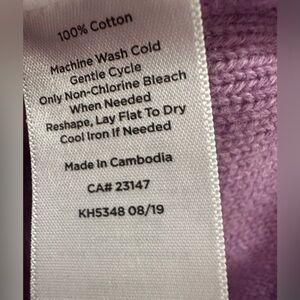 100% Cotton
Machine Wash Cold
Gentle Cycle
Only Non-Chlorine Bleach
When Needed
Reshape, Lay Flat To Dry
Cool Iron If Needed
Made in Cambodia
CA# 23147
KH5348 08/19